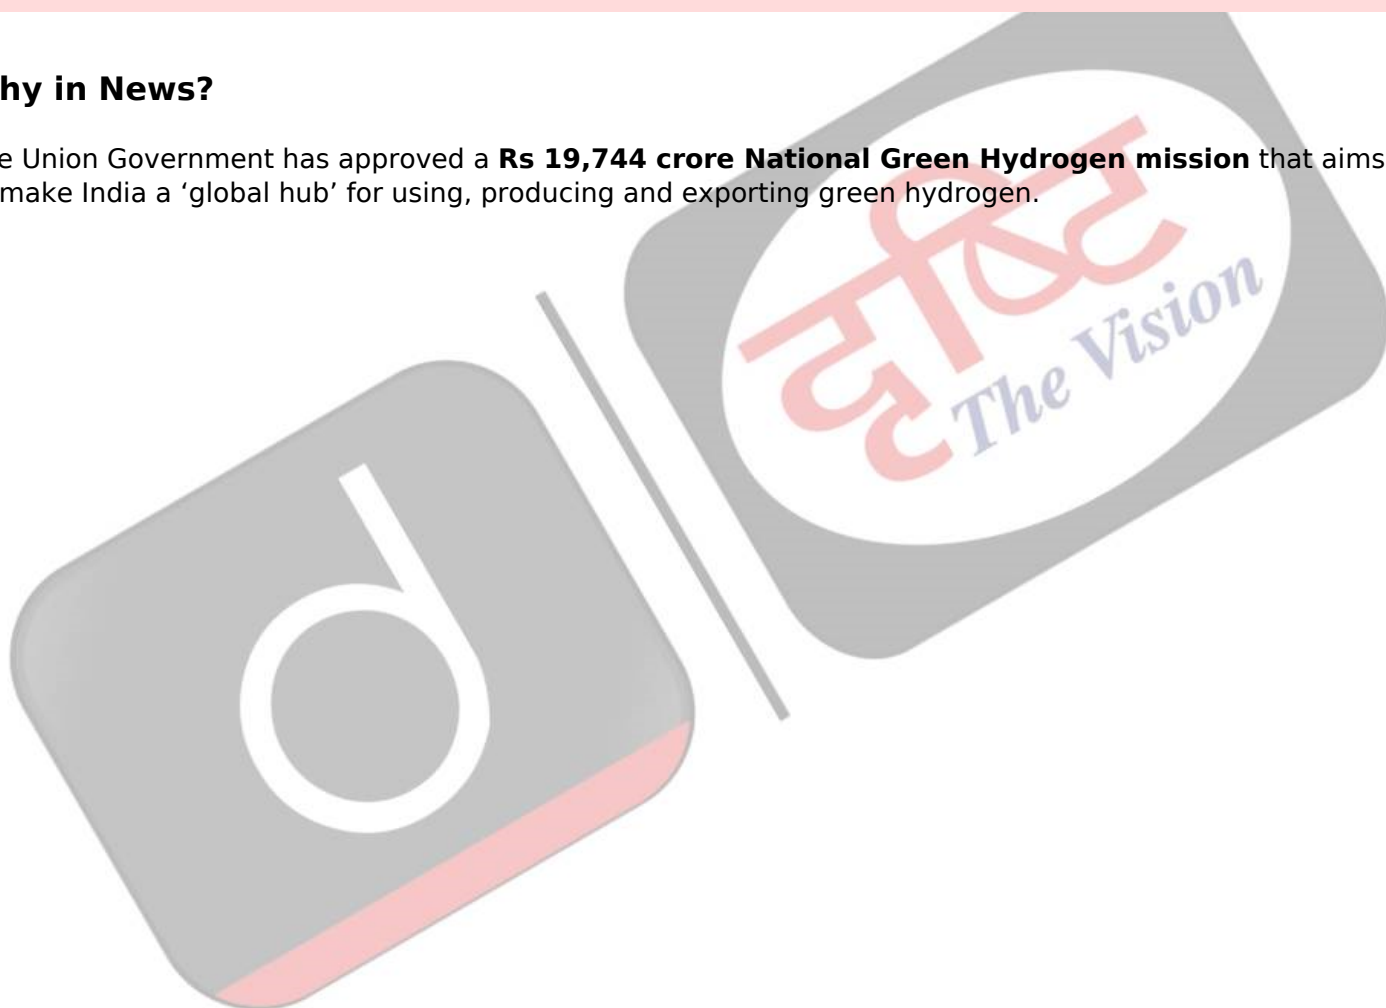 hy in News?
e Union Government has approved a Rs 19,744 crore National Green Hydrogen mission that aims
make India a ‘global hub’ for using, producing and exporting green hydrogen.
दृष्टि
The Vision
d